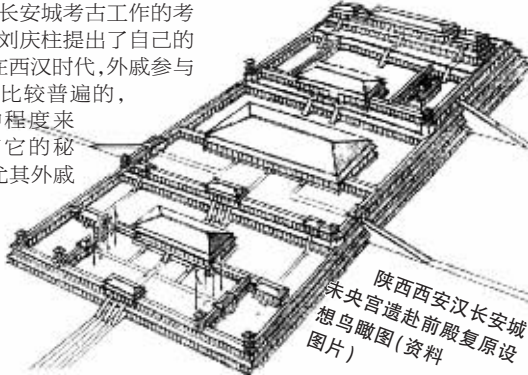 长安城考古工作的考
刘庆柱提出了自己的
在西汉时代，外戚参与
比较普遍的，
的程度来
它的秘
尤其外戚
陕西西安汉长安城
未央宫遗赴前殿复原设
想鸟瞰图(资料
图片)